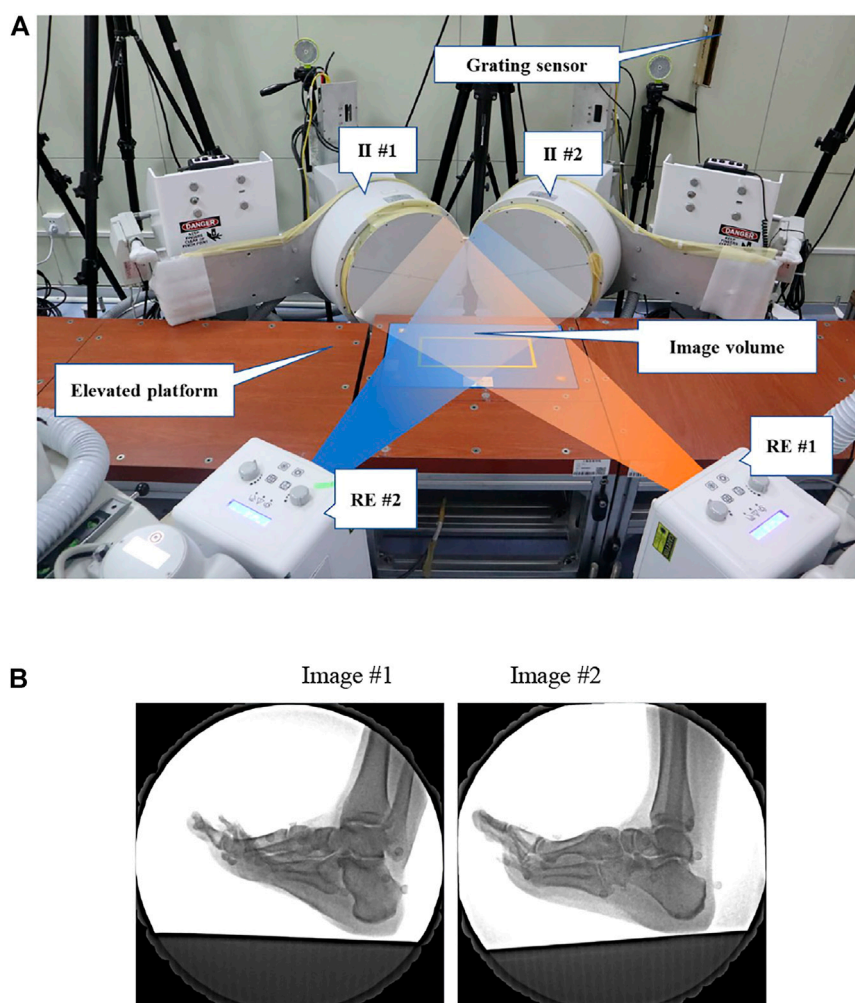 A
Grating sensor
II #1
II #2
DANGER
DANGER
Image volume
Elevated platform
RE #1
RE #2
B
Image #1
Image #2